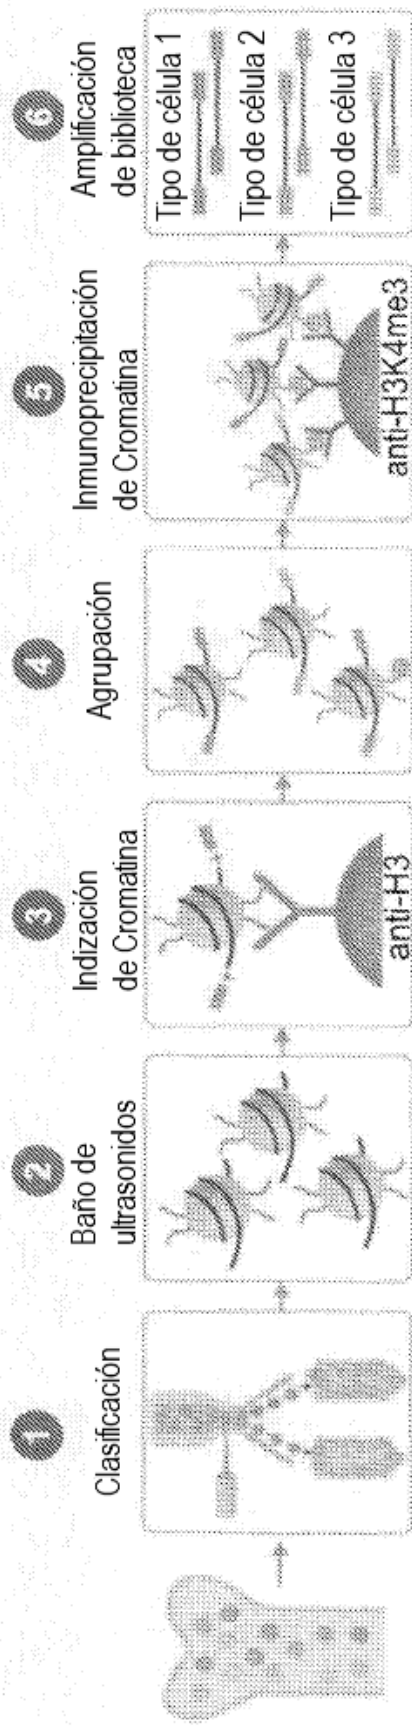 1
Clasificación
2
Baño de
ultrasonidos
3
Indización
de Cromatina
anti-H3
4
Agrupación
5
Inmunoprecipitación
de Cromatina
anti-H3K4me3
6
Amplificación
de biblioteca
Tipo de célula 1
Tipo de célula 2
Tipo de célula 3